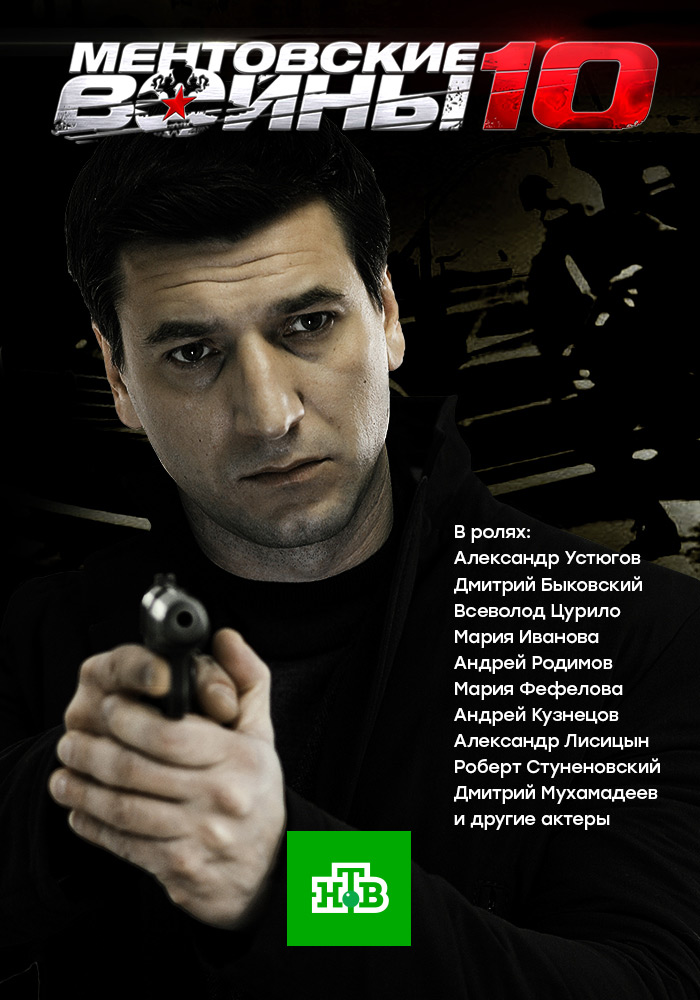 МЕНТОВСКИЕ
ВОЙНЫ 10
В ролях:
Александр Устюгов
Дмитрий Быковский
Всеволод Цурило
Мария Иванова
Андрей Родимов
Мария Фефелова
Андрей Кузнецов
Александр Лисицын
Роберт Стуненовский
Дмитрий Мухамадеев
и другие актеры
НТВ